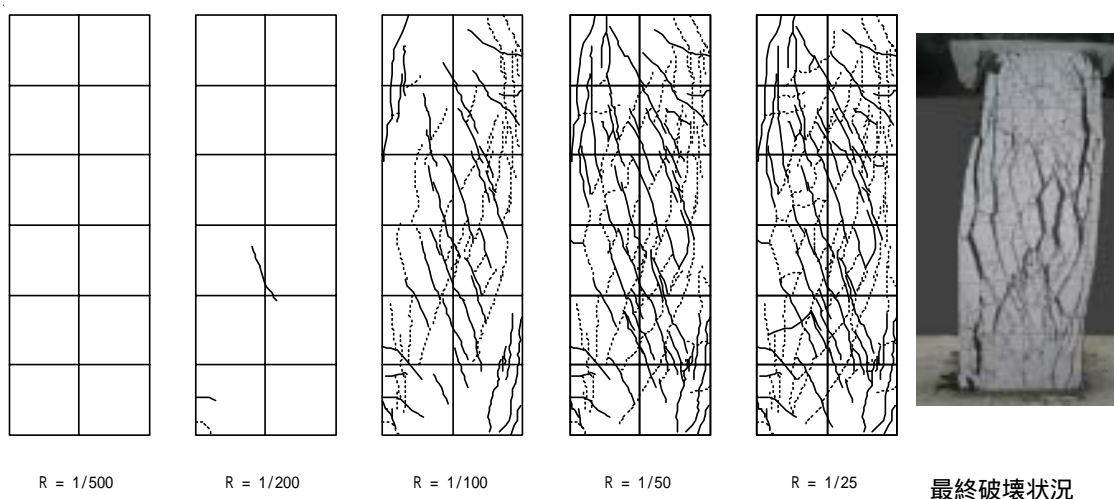 R = 1/500
R = 1/200
R = 1/100
R = 1/50
R = 1/25
最終破壊状況